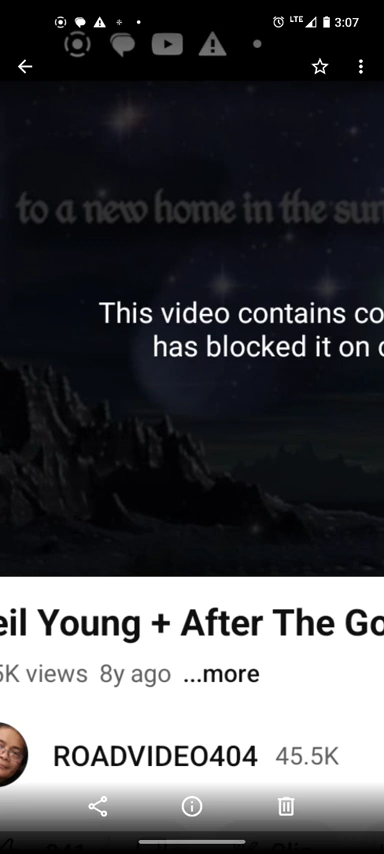 LTE 3:07
to a new home in the sun
This video contains co
has blocked it on
eil Young + After The Go
5K views 8y ago ...more
ROADVIDEO404 45.5K